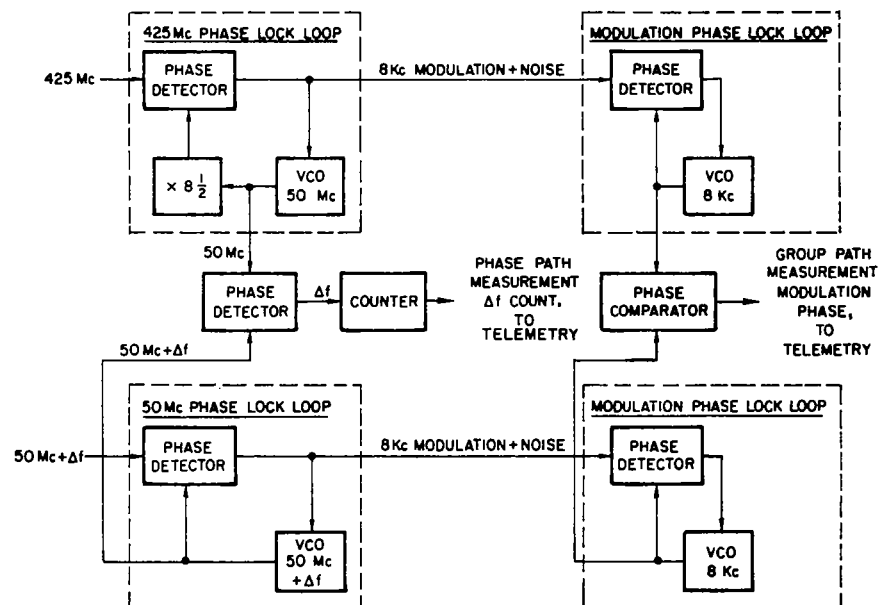 425 Mc PHASE LOCK LOOP
MODULATION PHASE LOCK LOOP
425 Mc
PHASE
DETECTOR
8 Kc MODULATION + NOISE
PHASE
DETECTOR
× 8 1/2
VCO
50 Mc
VCO
8 Kc
50 Mc
PHASE
DETECTOR
Δf
COUNTER
PHASE PATH
MEASUREMENT
Δf COUNT,
TO
TELEMETRY
PHASE
COMPARATOR
GROUP PATH
MEASUREMENT
MODULATION
PHASE,
TO
TELEMETRY
50 Mc + Δf
50 Mc PHASE LOCK LOOP
MODULATION PHASE LOCK LOOP
50 Mc + Δf
PHASE
DETECTOR
8 Kc MODULATION + NOISE
PHASE
DETECTOR
VCO
50 Mc
+ Δf
VCO
8 Kc